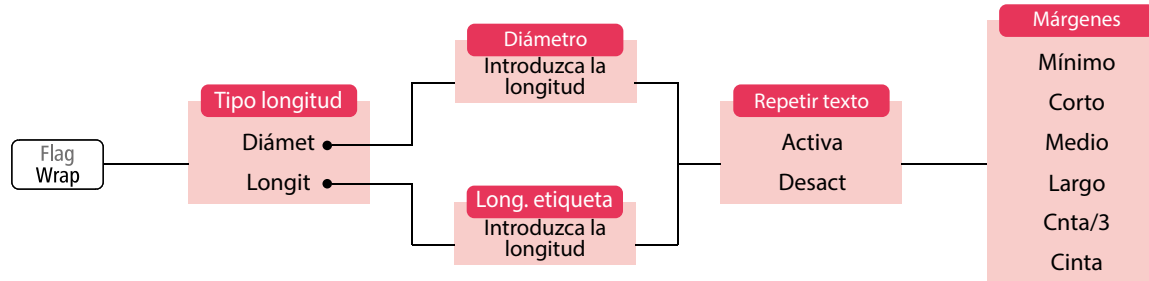 Flag
Wrap
Tipo longitud
Diámet
Longit
Diámetro
Introduzca la
longitud
Long. etiqueta
Introduzca la
longitud
Repetir texto
Activa
Desact
Márgenes
Mínimo
Corto
Medio
Largo
Cnta/3
Cinta